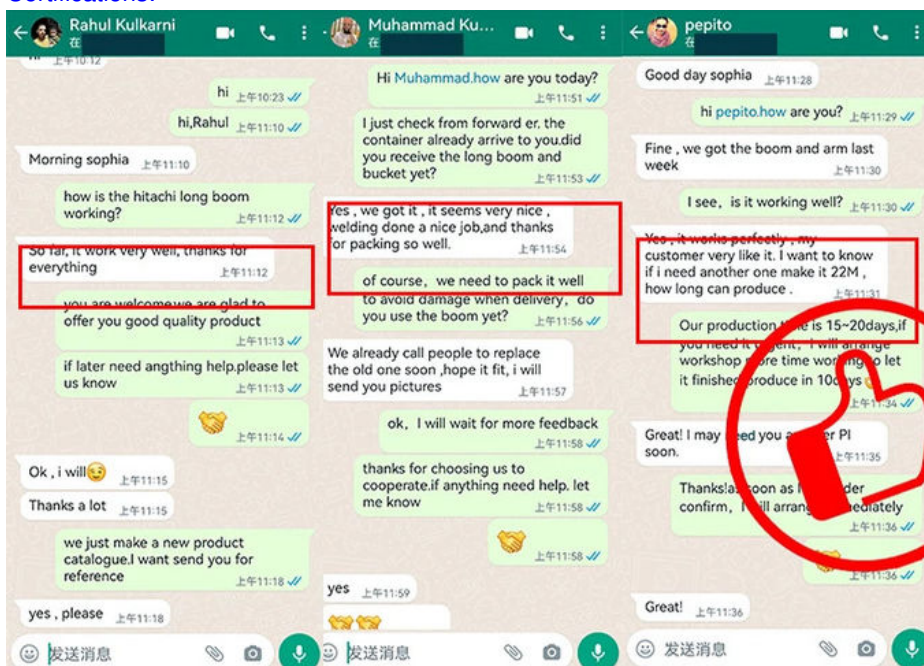 Rahul Kulkarni
在
上午10:12
hi 上午10:23
hi,Rahul 上午11:10
Morning sophia 上午11:10
how is the hitachi long boom
working? 上午11:12
So far, it work very well, thanks for
everything 上午11:12
you are welcome we are glad to
offer you good quality product
上午11:13
if later need angthing help.please let
us know 上午11:13
上午11:14
Ok , i will 上午11:15
Thanks a lot 上午11:15
we just make a new product
catalogue.I want send you for
reference 上午11:18
yes , please 上午11:18
发送消息
Muhammad Ku...
在
Hi Muhammad.how are you today?
上午11:51
I just check from forward er. the
container already arrive to you.did
you receive the long boom and
bucket yet? 上午11:53
Yes , we got it , it seems very nice ,
welding done a nice job,and thanks
for packing so well. 上午11:54
of course，we need to pack it well
to avoid damage when delivery，do
you use the boom yet? 上午11:56
We already call people to replace
the old one soon ,hope it fit, i will
send you pictures 上午11:57
ok，I will wait for more feedback
上午11:58
thanks for choosing us to
cooperate.if anything need help. let
me know 上午11:58
上午11:58
yes 上午11:59
发送消息
pepito
在
Good day sophia 上午11:28
hi pepito.how are you? 上午11:29
Fine , we got the boom and arm last
week 上午11:30
I see，is it working well? 上午11:30
Yes , it works perfectly , my
customer very like it. I want to know
if i need another one make it 22M ,
how long can produce . 上午11:31
Our production time is 15~20days,if
you need it urgent，I will arrange
workshop more time working to let
it finished produce in 10days
上午11:34
Great! I may need you another PI
soon. 上午11:35
Thanks!as soon as
confirm，I will arrange immediately
上午11:36
上午11:36
Great! 上午11:36
发送消息